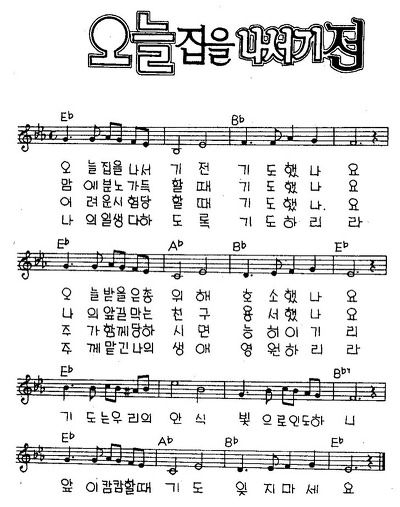 오늘집을 나서기 전
E♭ B♭
오 늘집을나서 기 전 기 도했나 요
맘 에분노가득 할 때 기 도했나 요
어 려운시험당 할 때 기 도했나 요
나 의일생다하 도 록 기도하리 라
E♭ A♭ B♭ E♭
오 늘받을은총 위 해 호 소했나 요
나 의앞길막는 친 구 용 서했나 요
주 가함께당하 시 면 능 히이기 리
주 께맡긴나의 생 애 영 원하리 라
E♭ B♭7
기 도는우리의 안 식 빛 으로인도하 니
E♭ A♭ B♭ E♭
앞 이캄캄할때 기 도 잊 지마세 요